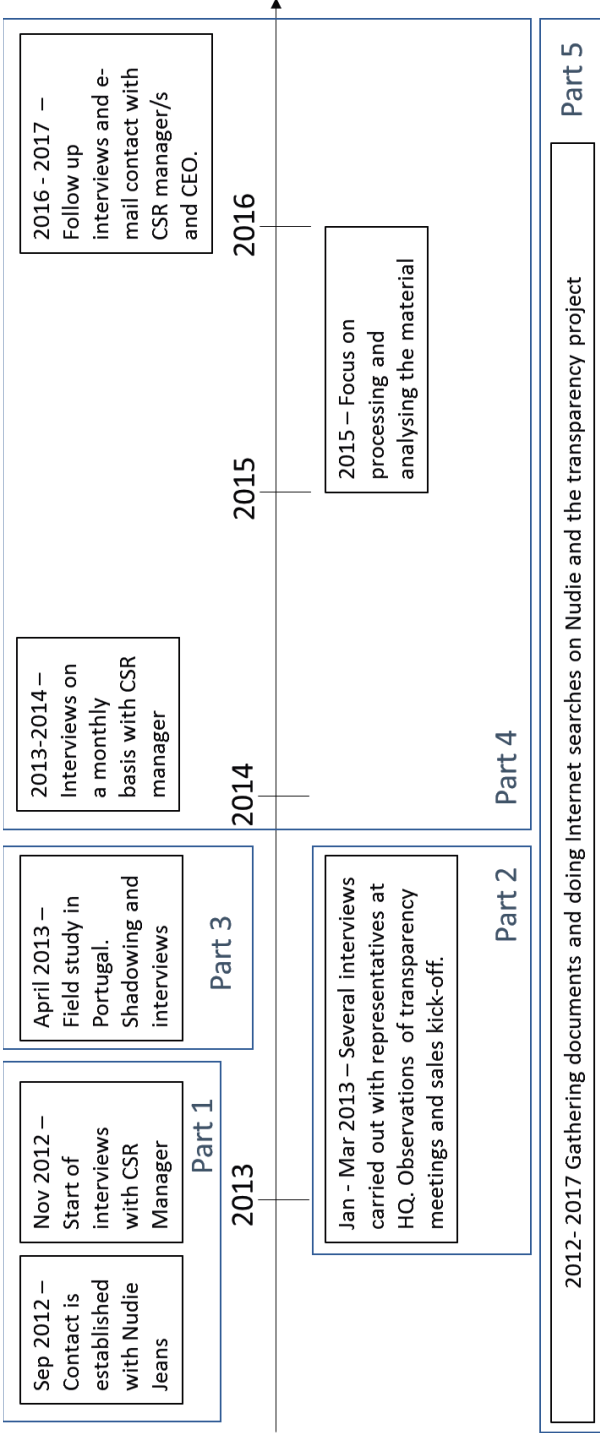 Sep 2012 –
Contact is
established
with Nudie
Jeans
Nov 2012 –
Start of
interviews
with CSR
Manager
Part 1
April 2013 –
Field study in
Portugal.
Shadowing and
interviews
Part 3
2013-2014 –
Interviews on
a monthly
basis with CSR
manager
2016 - 2017 –
Follow up
interviews and e-
mail contact with
CSR manager/s
and CEO.
2013
2014
2015
2016
Jan - Mar 2013 – Several interviews
carried out with representatives at
HQ. Observations of transparency
meetings and sales kick-off.
Part 2
2015 – Focus on
processing and
analysing the material
Part 4
2012- 2017 Gathering documents and doing Internet searches on Nudie and the transparency project
Part 5